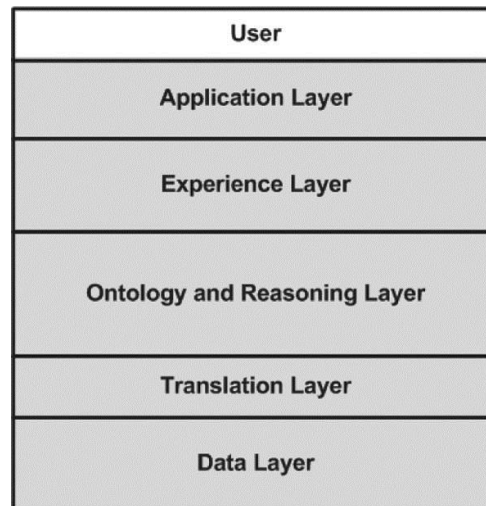 User
Application Layer
Experience Layer
Ontology and Reasoning Layer
Translation Layer
Data Layer